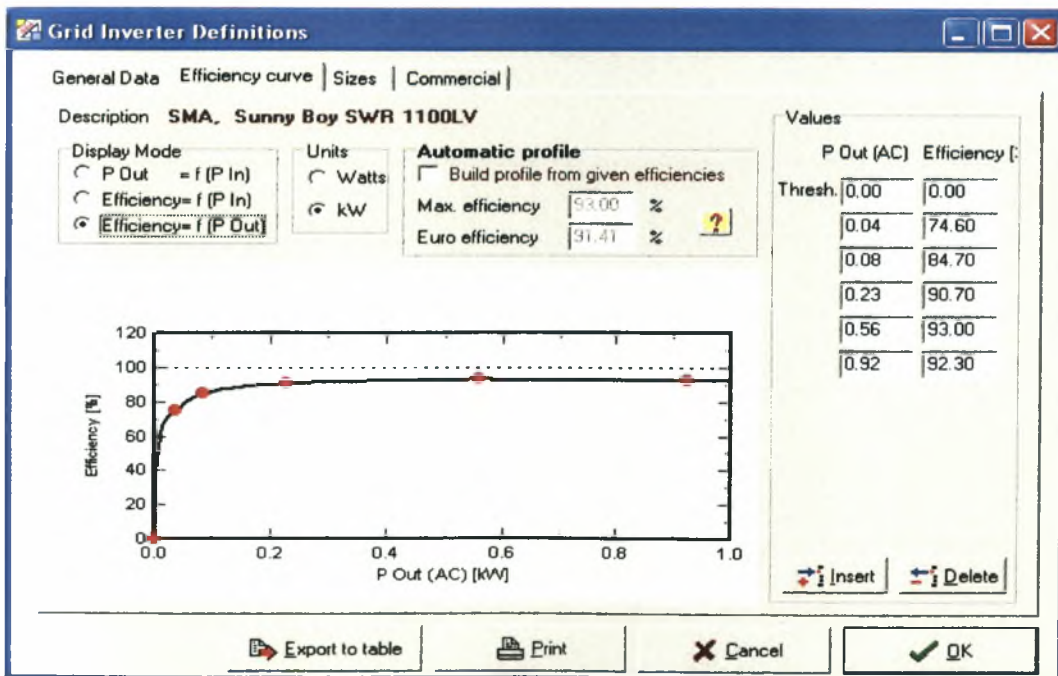 Grid Inverter Definitions
General Data Efficiency curve Sizes Commercial
Description SMA, Sunny Boy SWR 1100LV
Display Mode
P Out = f (P In)
Efficiency= f (P In)
Efficiency= f (P Out)
Units
Watts
kW
Automatic profile
Build profile from given efficiencies
Max. efficiency 93.00 %
Euro efficiency 91.41 %
?
Values
P Out (AC) Efficiency [
Thresh. 0.00 0.00
0.04 74.60
0.08 84.70
0.23 90.70
0.56 93.00
0.92 92.30
Efficiency [%]
120
100
80
60
40
20
0
0.0 0.2 0.4 0.6 0.8 1.0
P Out (AC) [kW]
Insert Delete
Export to table Print Cancel OK